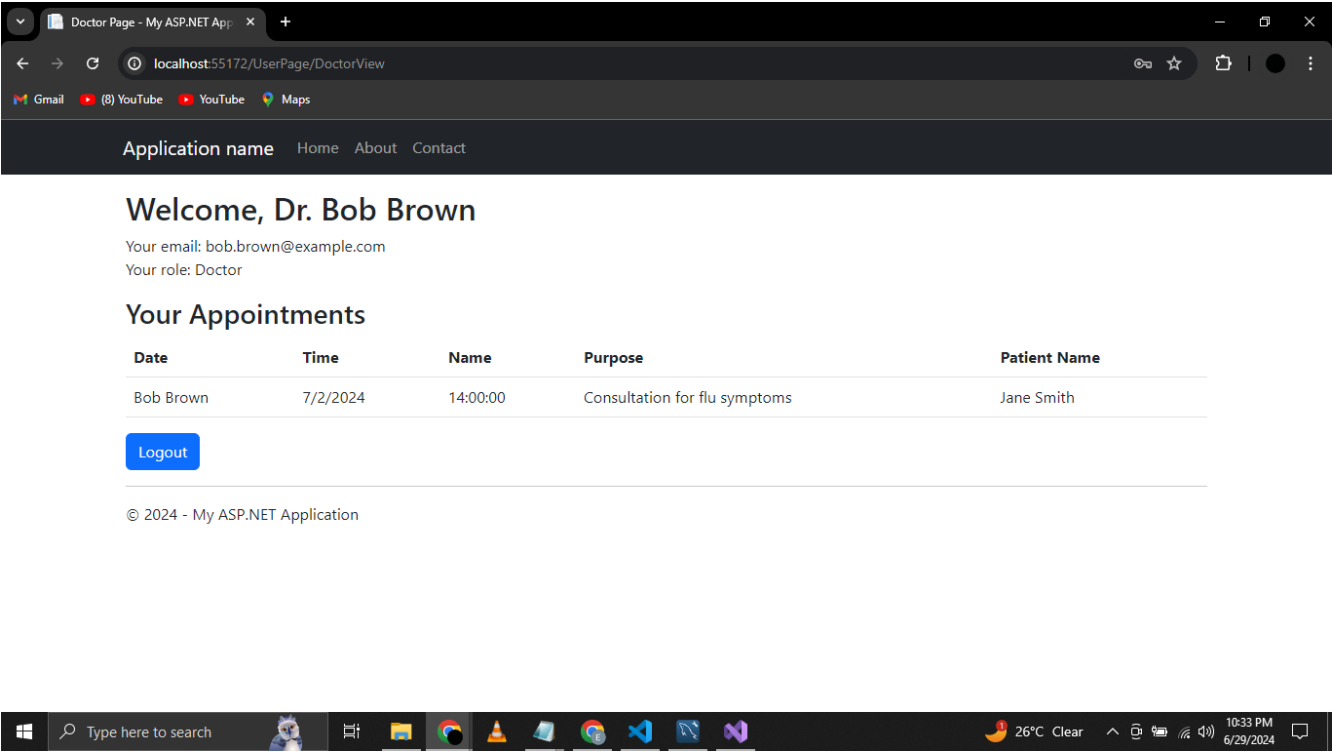 Doctor Page - My ASP.NET App
localhost:55172/UserPage/DoctorView
Gmail (8) YouTube YouTube Maps
Application name Home About Contact
Welcome, Dr. Bob Brown
Your email: bob.brown@example.com
Your role: Doctor
Your Appointments
Date Time Name Purpose Patient Name
Bob Brown 7/2/2024 14:00:00 Consultation for flu symptoms Jane Smith
Logout
© 2024 - My ASP.NET Application
Type here to search 1 26°C Clear 10:33 PM
6/29/2024